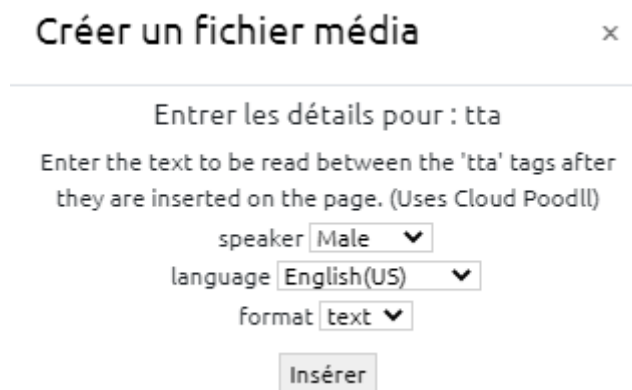 Créer un fichier média ×
Entrer les détails pour : tta
Enter the text to be read between the 'tta' tags after
they are inserted on the page. (Uses Cloud Poodll)
speaker Male
language English(US)
format text
Insérer